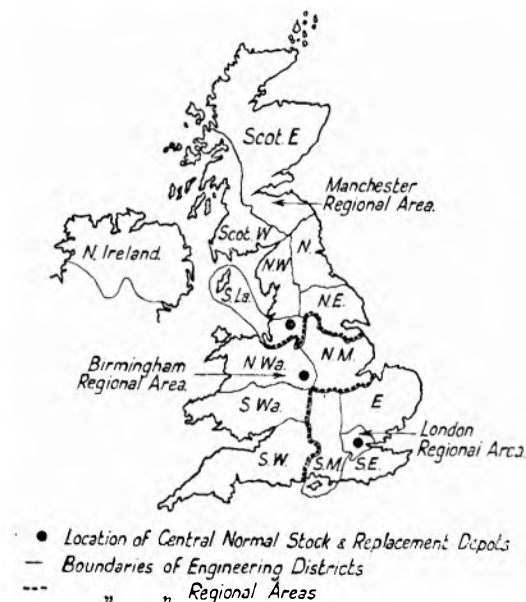 Scot. E
Manchester
Regional Area.
Scot. W
N. Ireland.
N.
N.W.
S.La.
N.E.
N.M.
Birmingham
Regional Area.
N. Wa.
S. Wa.
E
London
Regional Area.
S.W.
S.M.
S.E.
● Location of Central Normal Stock & Replacement Depots
— Boundaries of Engineering Districts
--- " " Regional Areas